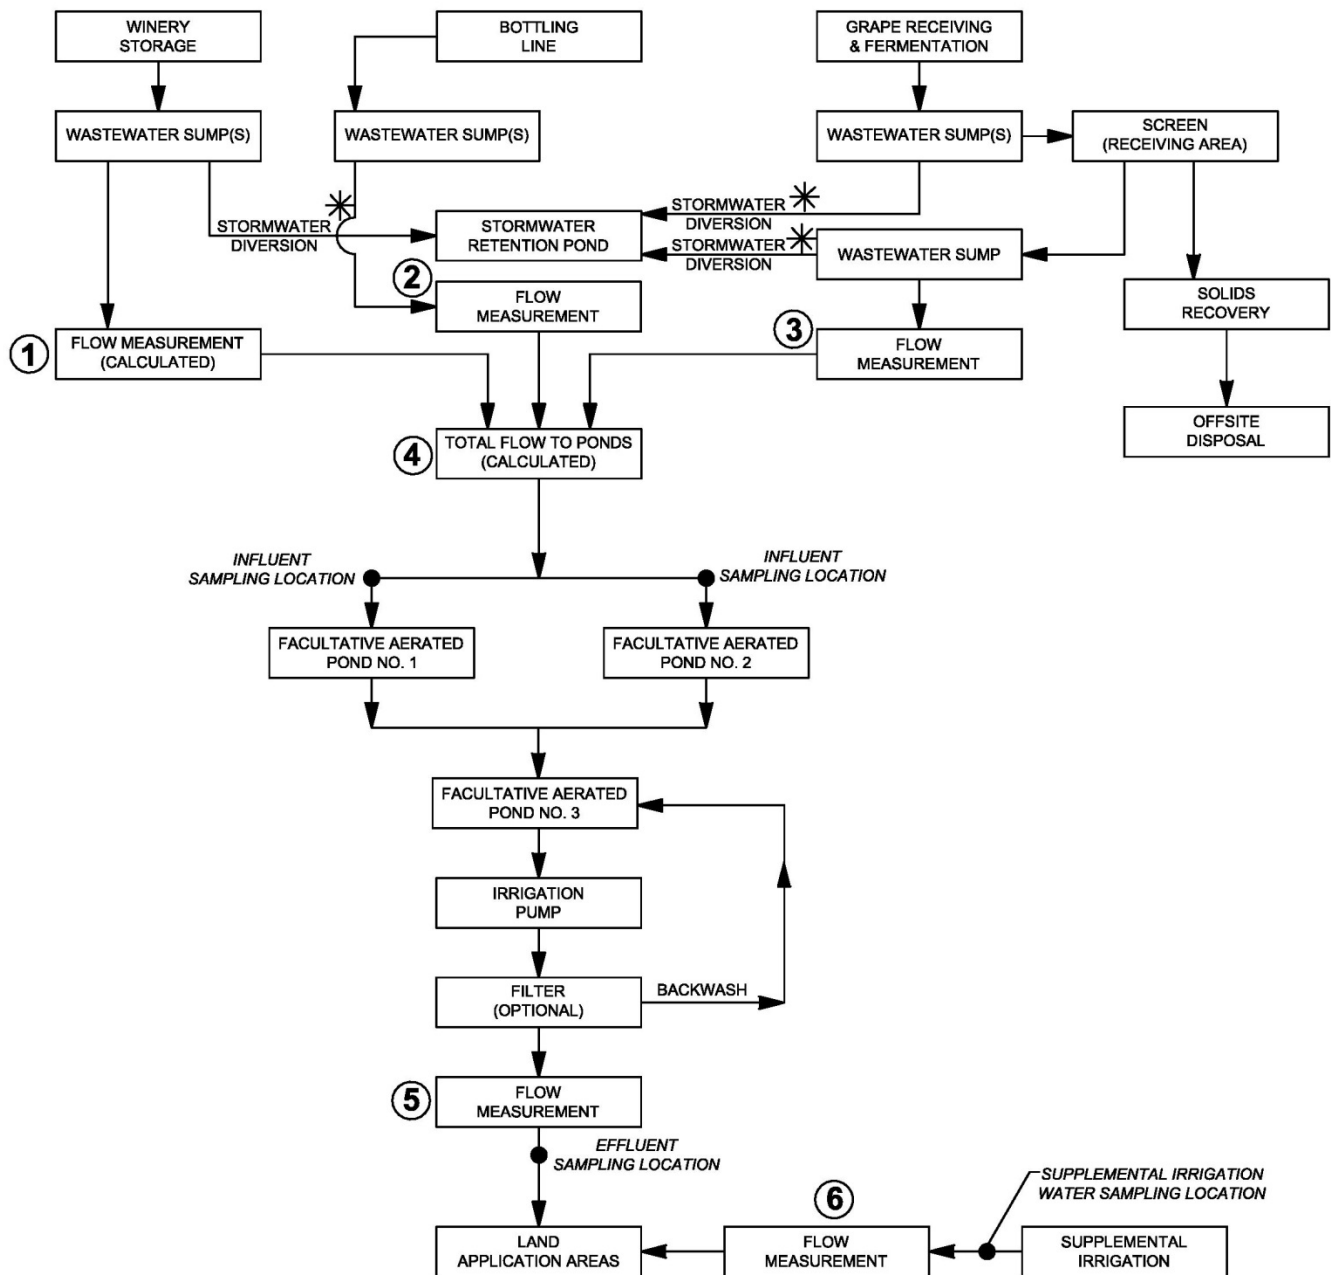 WINERY
STORAGE
BOTTLING
LINE
GRAPE RECEIVING
& FERMENTATION
WASTEWATER SUMP(S)
WASTEWATER SUMP(S)
WASTEWATER SUMP(S)
SCREEN
(RECEIVING AREA)
STORMWATER
DIVERSION
STORMWATER
RETENTION POND
STORMWATER
DIVERSION
STORMWATER
DIVERSION
WASTEWATER SUMP
2
FLOW
MEASUREMENT
SOLIDS
RECOVERY
1
FLOW MEASUREMENT
(CALCULATED)
3
FLOW
MEASUREMENT
OFFSITE
DISPOSAL
4
TOTAL FLOW TO PONDS
(CALCULATED)
INFLUENT
SAMPLING LOCATION
INFLUENT
SAMPLING LOCATION
FACULTATIVE AERATED
POND NO. 1
FACULTATIVE AERATED
POND NO. 2
FACULTATIVE AERATED
POND NO. 3
IRRIGATION
PUMP
FILTER
(OPTIONAL)
BACKWASH
5
FLOW
MEASUREMENT
EFFLUENT
SAMPLING LOCATION
6
SUPPLEMENTAL IRRIGATION
WATER SAMPLING LOCATION
LAND
APPLICATION AREAS
FLOW
MEASUREMENT
SUPPLEMENTAL
IRRIGATION